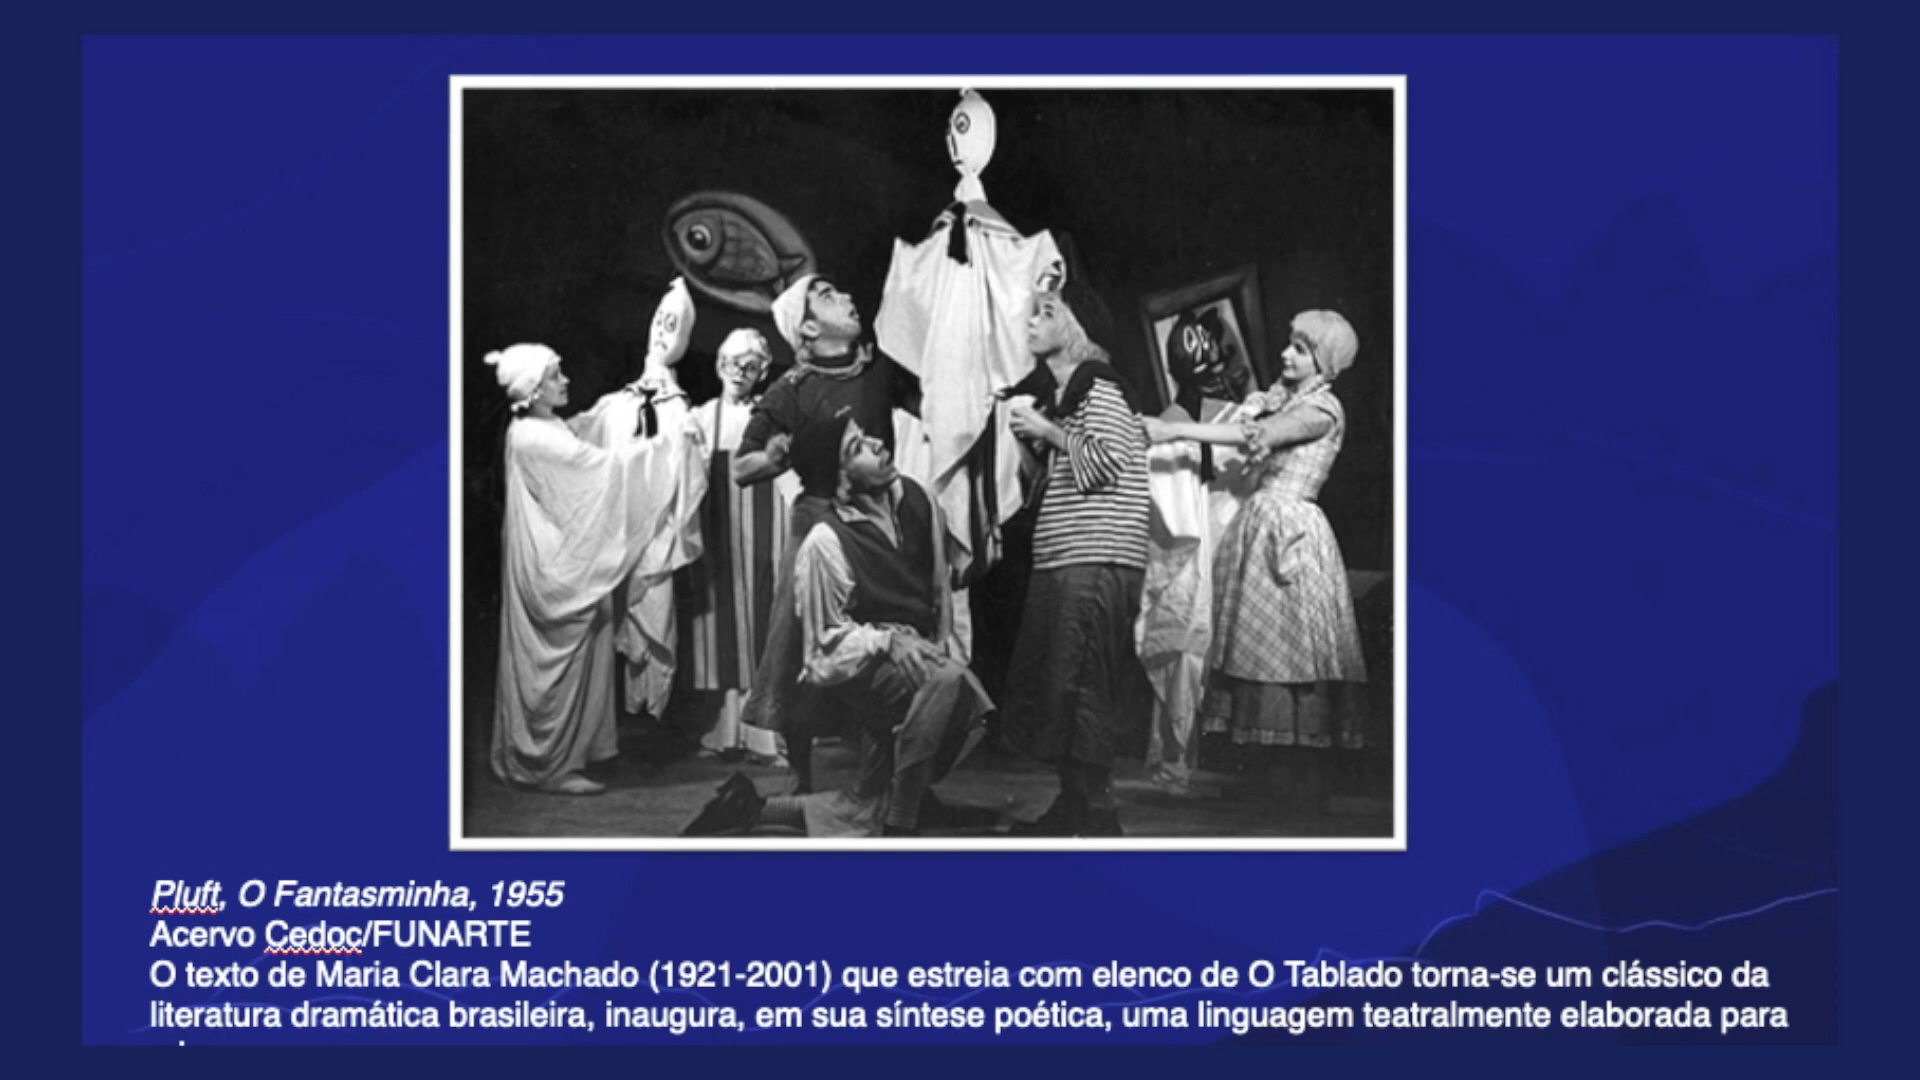 Pluft, O Fantasminha, 1955
Acervo Cedoc/FUNARTE
O texto de Maria Clara Machado (1921-2001) que estreia com elenco de O Tablado torna-se um clássico da
literatura dramática brasileira, inaugura, em sua síntese poética, uma linguagem teatralmente elaborada para